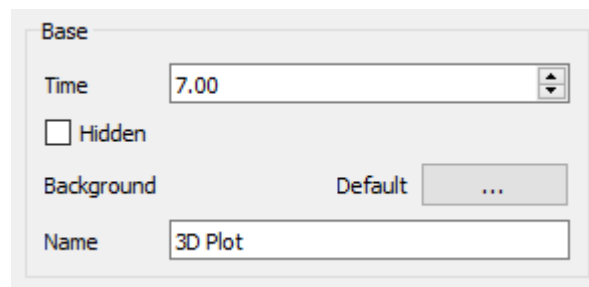 Base
Time 7.00
Hidden
Background Default ...
Name 3D Plot